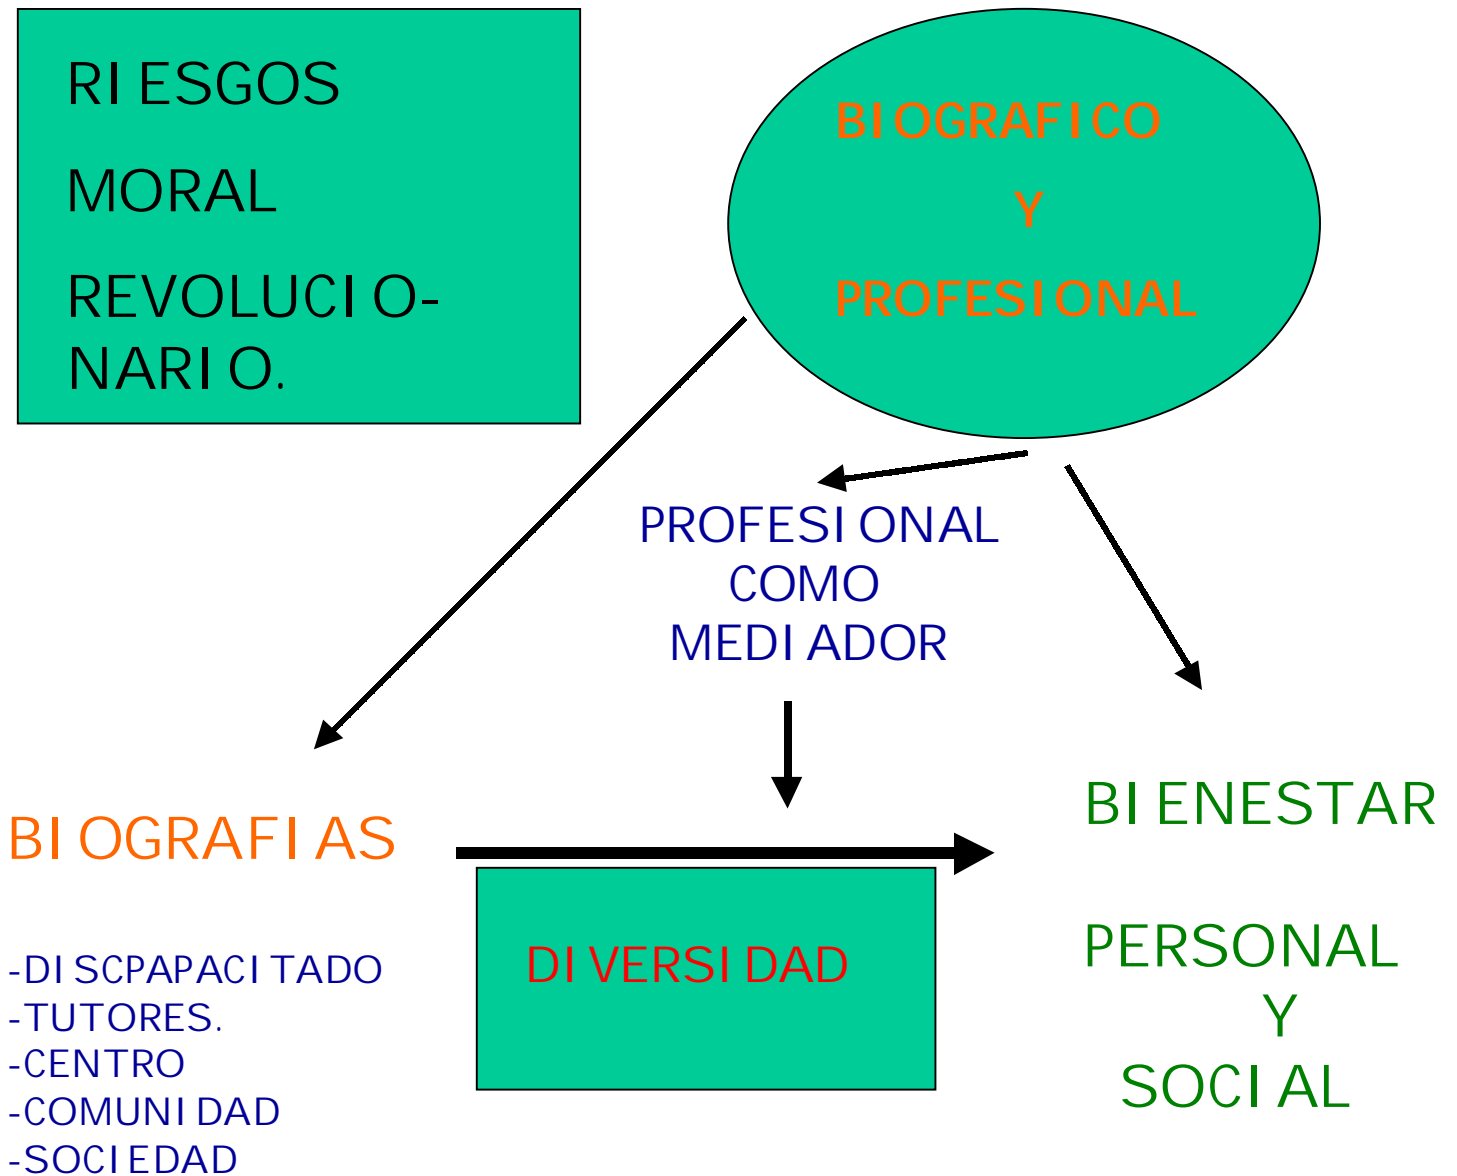 RIESGOS
MORAL
REVOLUCIO-
NARIO.
BIOGRAFICO
Y
PROFESIONAL
PROFESIONAL
COMO
MEDIADOR
BIOGRAFIAS
-DISCPAPACITADO
-TUTORES.
-CENTRO
-COMUNIDAD
-SOCIEDAD
DIVERSIDAD
BIENESTAR
PERSONAL
Y
SOCIAL